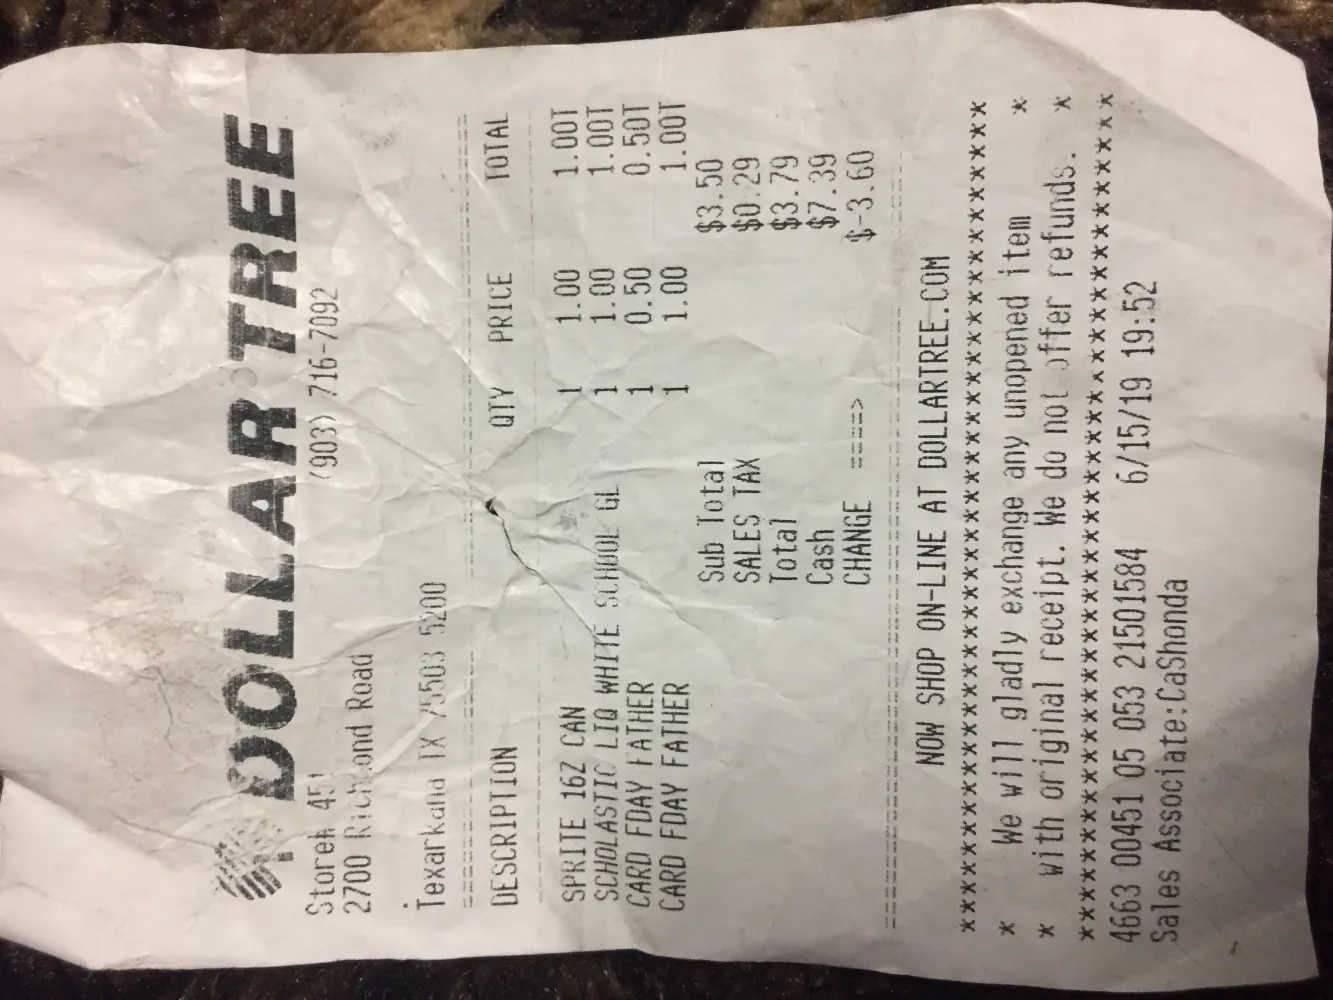 DOLLAR TREE
Store# 451 (903) 716-7092
2700 Richmond Road
Texarkana TX 75503 5200
DESCRIPTION QTY PRICE TOTAL
SPRITE 16Z CAN 1 1.00 1.00T
SCHOLASTIC LIQ WHITE SCHOOL GL 1 1.00 1.00T
CARD FDAY FATHER 1 0.50 0.50T
CARD FDAY FATHER 1 1.00 1.00T
Sub Total $3.50
SALES TAX $0.29
Total $3.79
Cash $7.39
CHANGE ====> $-3.60
NOW SHOP ON-LINE AT DOLLARTREE.COM
******************************************
* We will gladly exchange any unopened item *
* with original receipt. We do not offer refunds. *
******************************************
4663 00451 05 053 21501584 6/15/19 19:52
Sales Associate:CaShonda